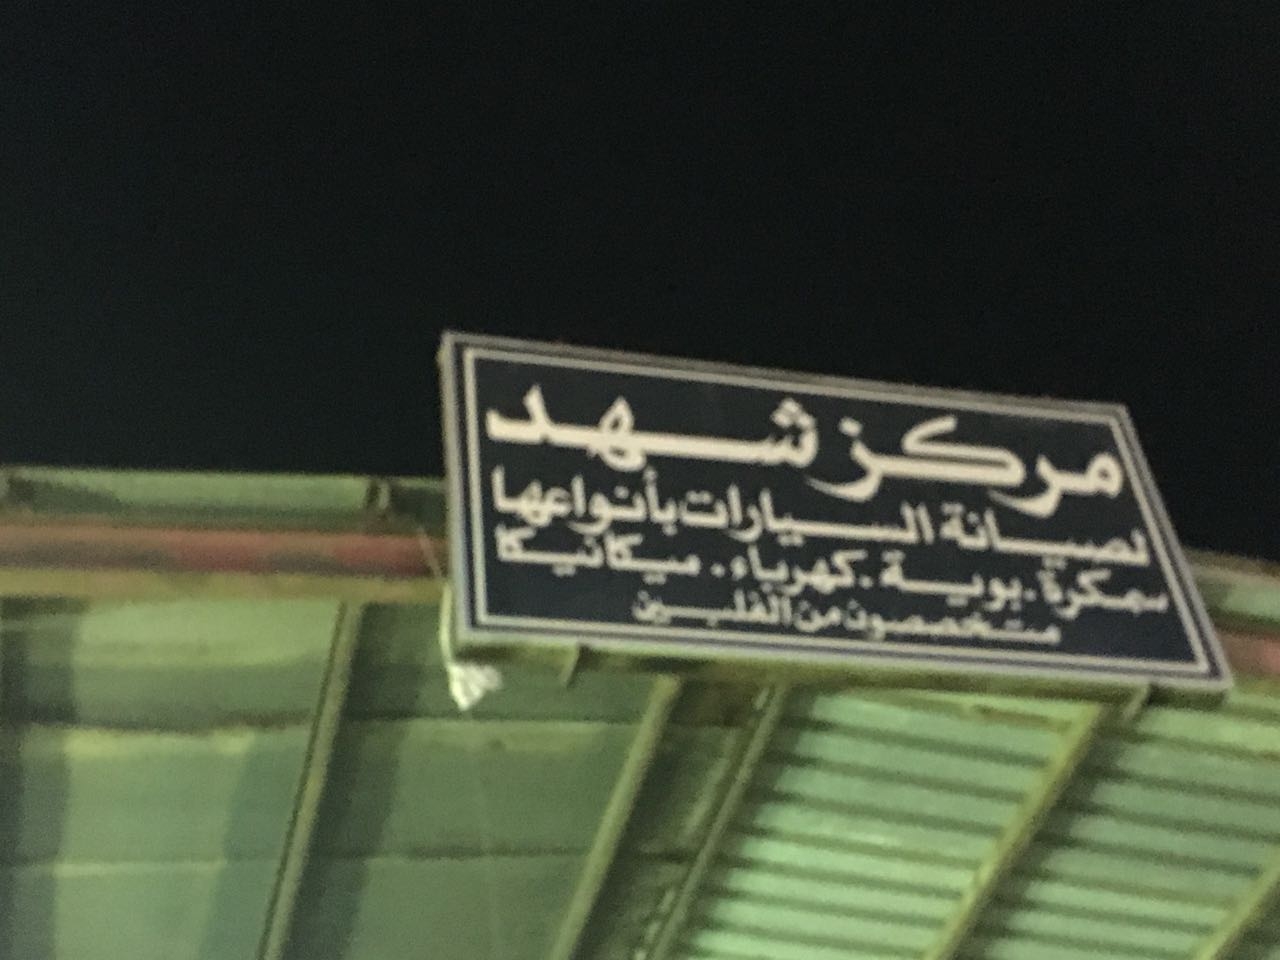 مركز شهد
لصيانة السيارات بأنواعها
سمكرة . بوية . كهرباء . ميكانيكا
متخصصون من الفلبين